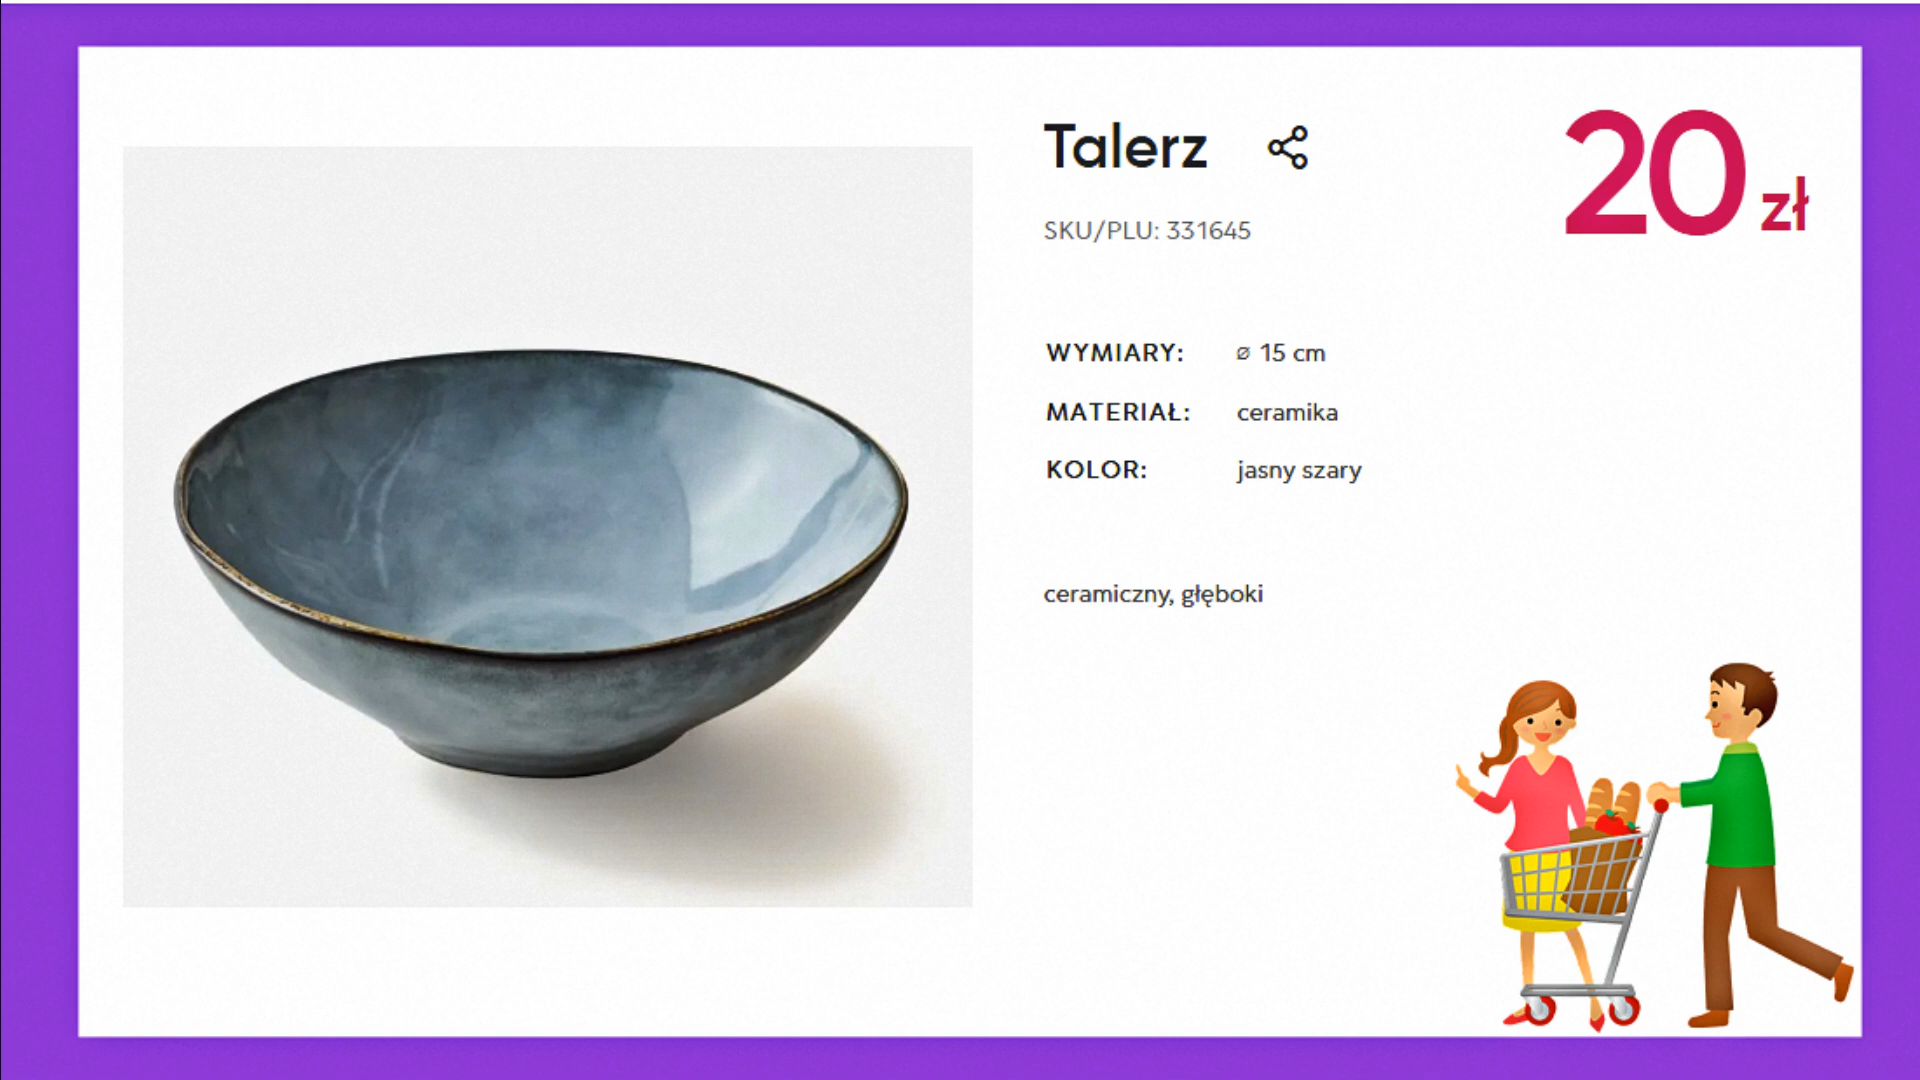 Talerz
20 zł
SKU/PLU: 331645
WYMIARY: ⌀ 15 cm
MATERIAŁ: ceramika
KOLOR: jasny szary
ceramiczny, głęboki